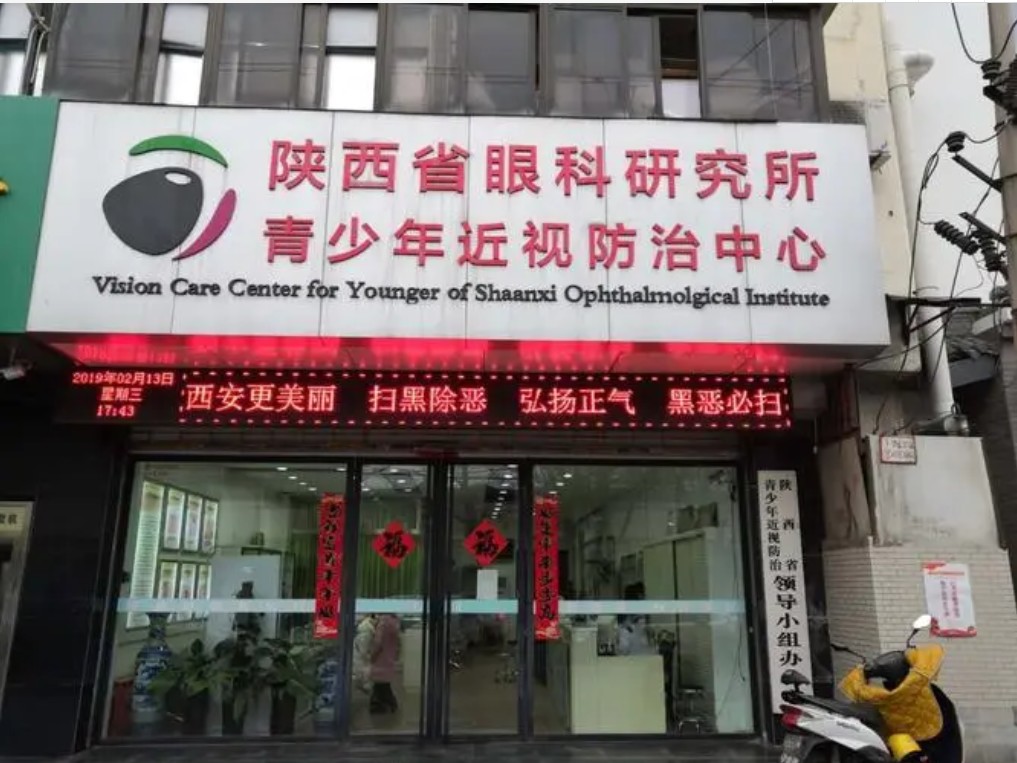 陕西省眼科研究所
青少年近视防治中心
Vision Care Center for Younger of Shaanxi Ophthalmolgical Institute
2019年02月13日
星期三
17:43
西安更美丽 扫黑除恶 弘扬正气 黑恶必扫
福
福
陕西省
青少年近视防治
领导小组办